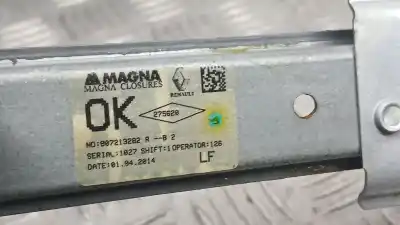 MAGNA
MAGNA CLOSURES
RENAULT
OK
275620
NO:807213282 R --B 2
SERIAL:1027 SHIFT:1 OPERATOR:126
DATE:01.04.2014
LF